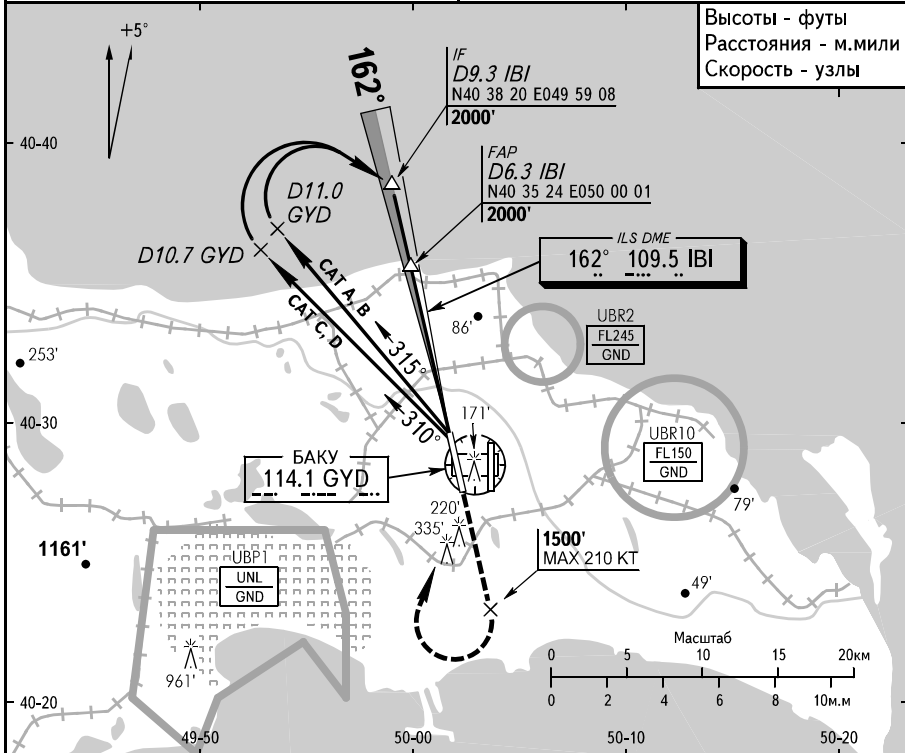 Высоты - футы
Расстояния - м.мили
Скорость - узлы
+5°
162°
IF
D9.3 IBI
N40 38 20 E049 59 08
2000'
40-40
FAP
D6.3 IBI
N40 35 24 E050 00 01
2000'
D11.0
GYD
D10.7 GYD
ILS DME
162° 109.5 IBI
CAT A, B
CAT C, D
315°
310°
86'
UBR2
FL245
GND
253'
40-30
171'
UBR10
FL150
GND
БАКУ
114.1 GYD
79'
220'
335'
1500'
MAX 210 KT
1161'
UBP1
UNL
GND
49'
961'
Масштаб
0 5 10 15 20км
0 2 4 6 8 10м.м
40-20
49-50 50-00 50-10 50-20